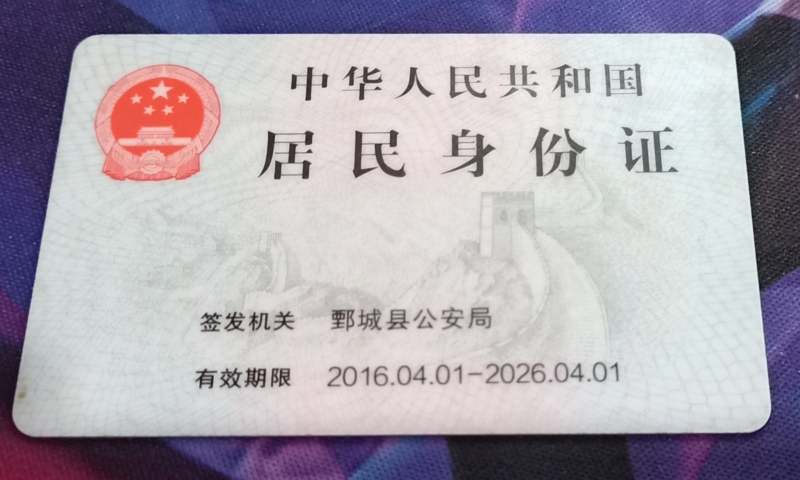 中华人民共和国
居民身份证
签发机关 鄄城县公安局
有效期限 2016.04.01-2026.04.01